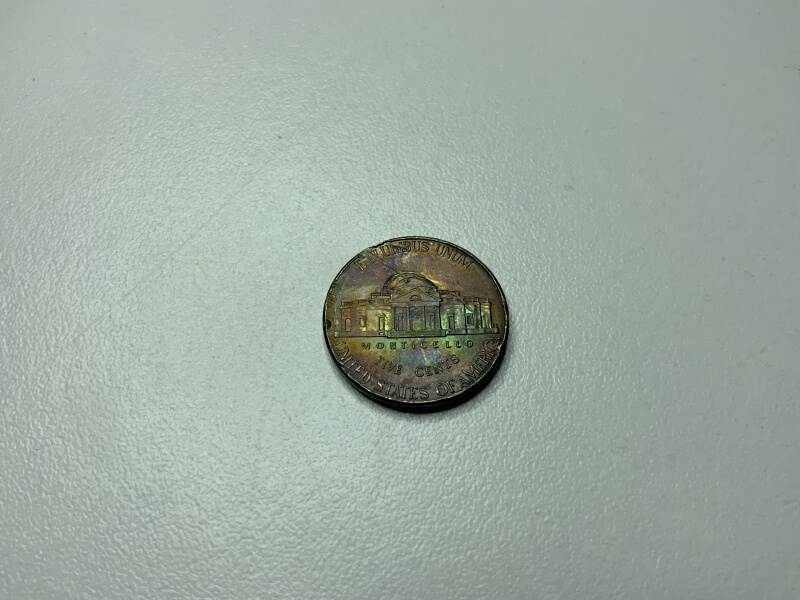 E PLURIBUS UNUM
MONTICELLO
FIVE CENTS
UNITED STATES OF AMERICA